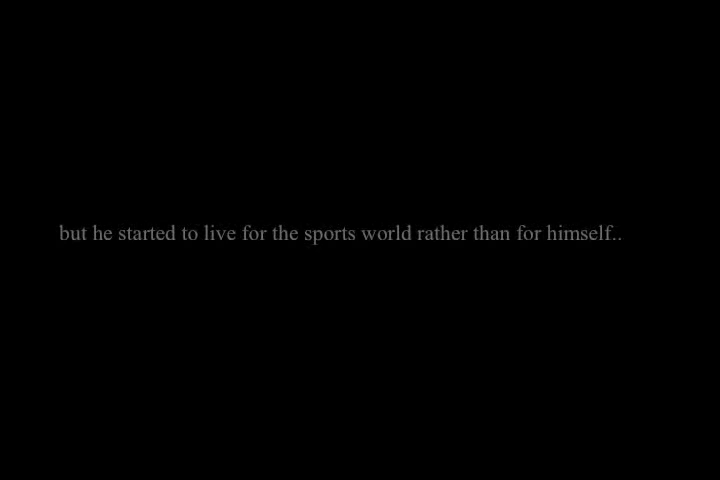 but he started to live for the sports world rather than for himself..